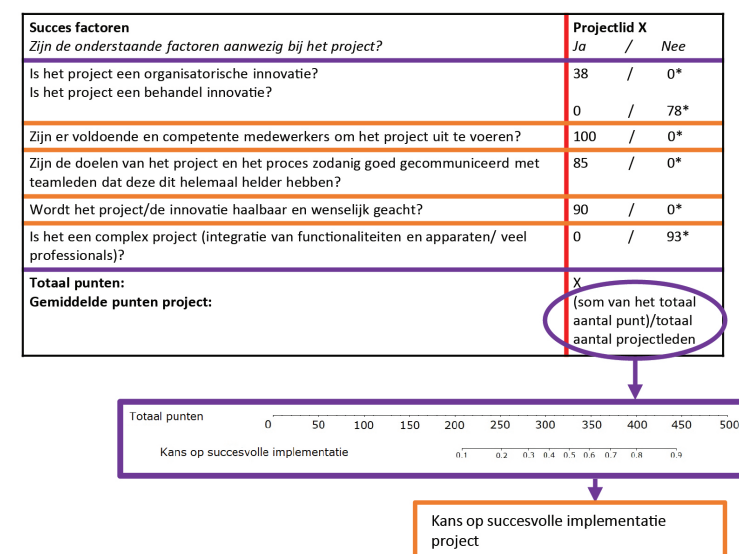 Succes factoren Projectlid X
Zijn de onderstaande factoren aanwezig bij het project? Ja / Nee
Is het project een organisatorische innovatie? 38 / 0*
Is het project een behandel innovatie?
0 / 78*
Zijn er voldoende en competente medewerkers om het project uit te voeren? 100 / 0*
Zijn de doelen van het project en het proces zodanig goed gecommuniceerd met 85 / 0*
teamleden dat deze dit helemaal helder hebben?
Wordt het project/de innovatie haalbaar en wenselijk geacht? 90 / 0*
Is het een complex project (integratie van functionaliteiten en apparaten/ veel 0 / 93*
professionals)?
Totaal punten: X
Gemiddelde punten project: (som van het totaal
aantal punt)/totaal
aantal projectleden
Totaal punten 0 50 100 150 200 250 300 350 400 450 500
Kans op succesvolle implementatie 0.1 0.2 0.3 0.4 0.5 0.6 0.7 0.8 0.9
Kans op succesvolle implementatie
project